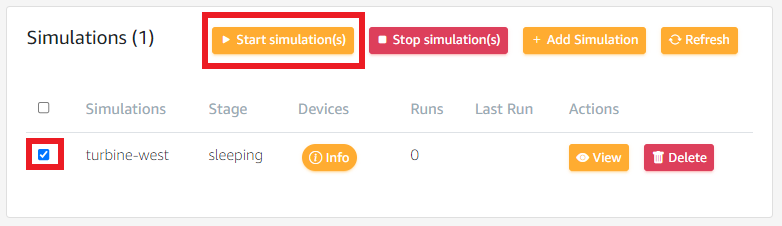 Simulations (1)
Start simulation(s) Stop simulation(s) + Add Simulation Refresh
Simulations Stage Devices Runs Last Run Actions
turbine-west sleeping Info 0 View Delete